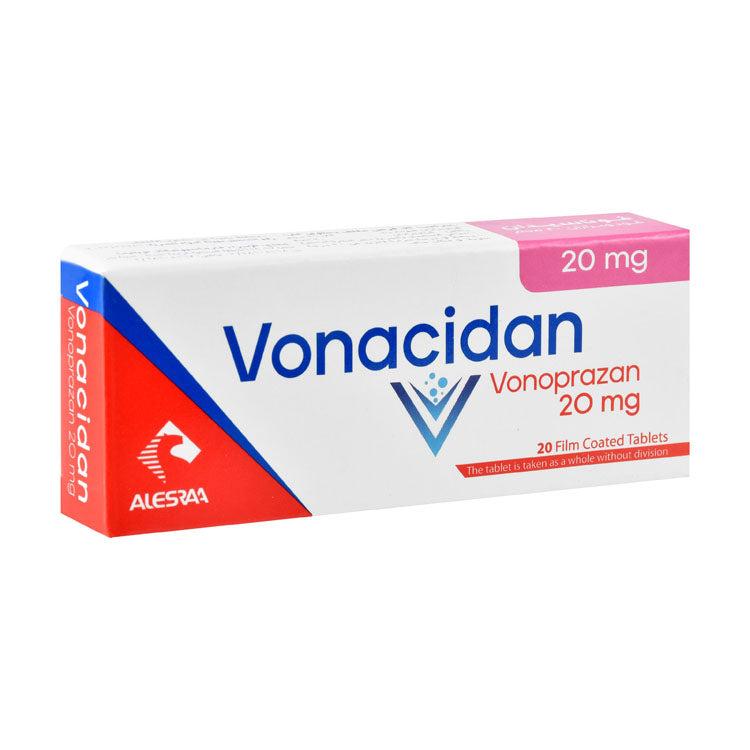 20 mg
Vonacidan
Vonoprazan
20 mg
20 Film Coated Tablets
The tablet is taken as a whole without division
ALESRAA
Vonacidan
Vonoprazan 20 mg